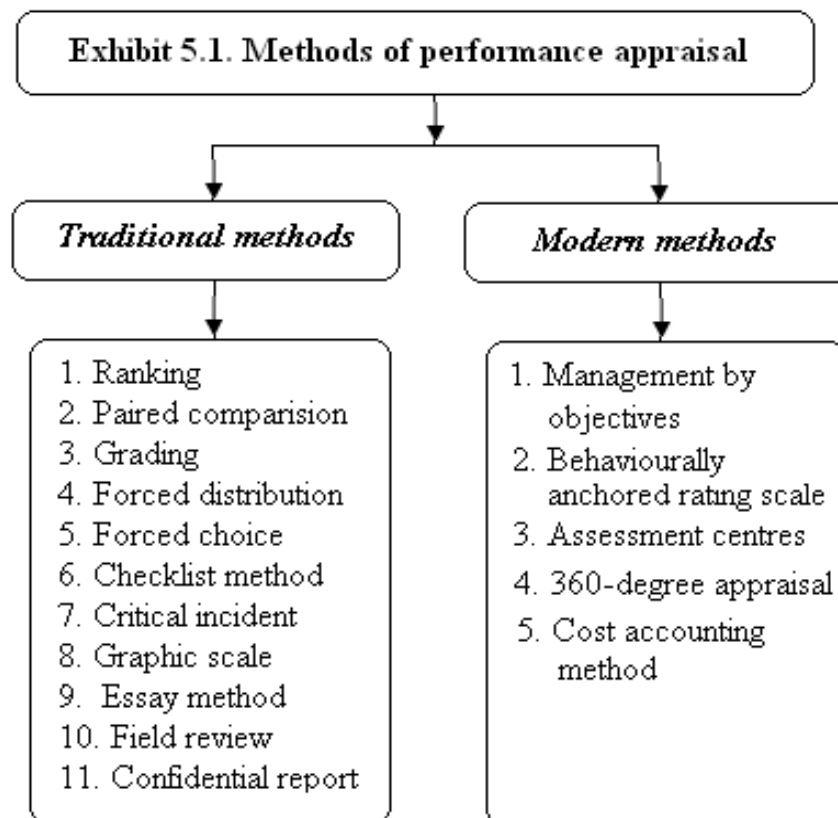 Exhibit 5.1. Methods of performance appraisal
Traditional methods
1. Ranking
2. Paired comparision
3. Grading
4. Forced distribution
5. Forced choice
6. Checklist method
7. Critical incident
8. Graphic scale
9. Essay method
10. Field review
11. Confidential report
Modern methods
1. Management by
objectives
2. Behaviourally
anchored rating scale
3. Assessment centres
4. 360-degree appraisal
5. Cost accounting
method